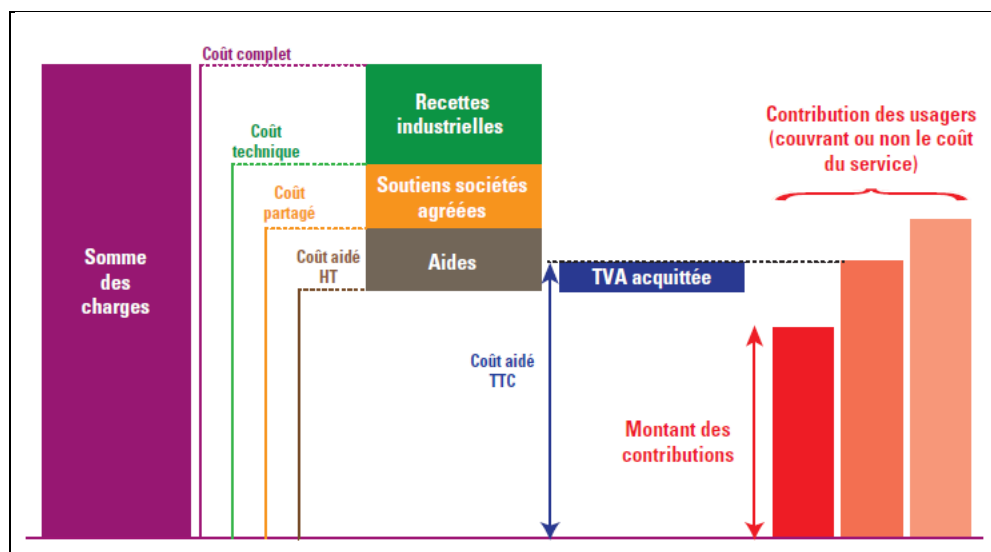 Coût complet
Recettes
industrielles
Coût
technique
Soutiens sociétés
agréées
Coût
partagé
Somme
des
charges
Coût aidé
HT
Aides
TVA acquittée
Coût aidé
TTC
Contribution des usagers
(couvrant ou non le coût
du service)
Montant des
contributions